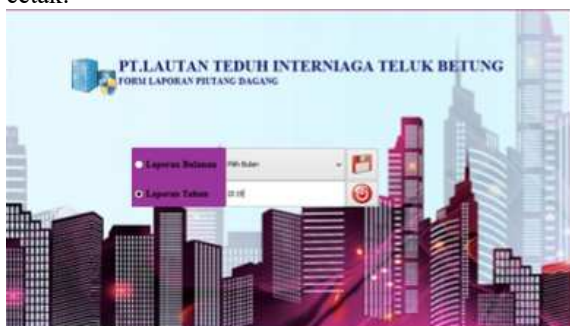 cetak.
PT.LAUTAN TEDUH INTERNIAGA TELUK BETUNG
FORM LAPORAN PIUTANG DAGANG
Laporan Bulanan Pilih Bulan
Laporan Tahun